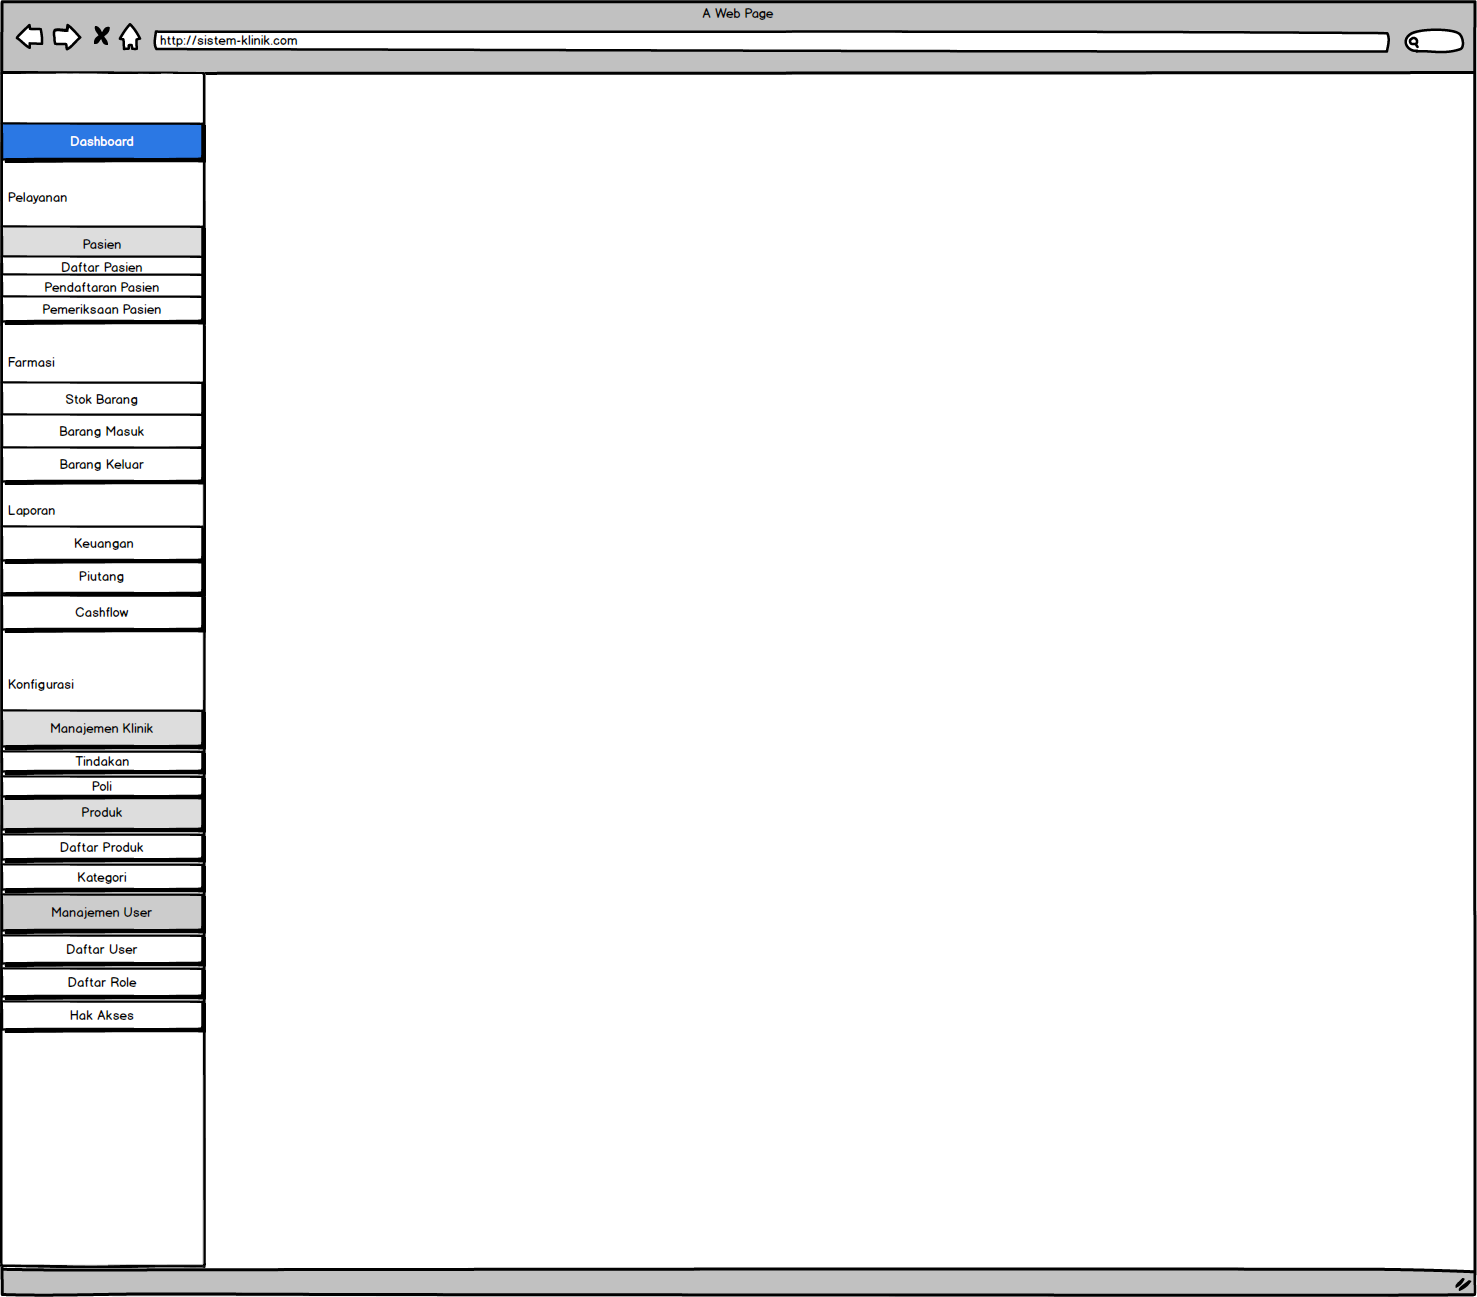 A Web Page
http://sistem-klinik.com
Dashboard
Pelayanan
Pasien
Daftar Pasien
Pendaftaran Pasien
Pemeriksaan Pasien
Farmasi
Stok Barang
Barang Masuk
Barang Keluar
Laporan
Keuangan
Piutang
Cashflow
Konfigurasi
Manajemen Klinik
Tindakan
Poli
Produk
Daftar Produk
Kategori
Manajemen User
Daftar User
Daftar Role
Hak Akses